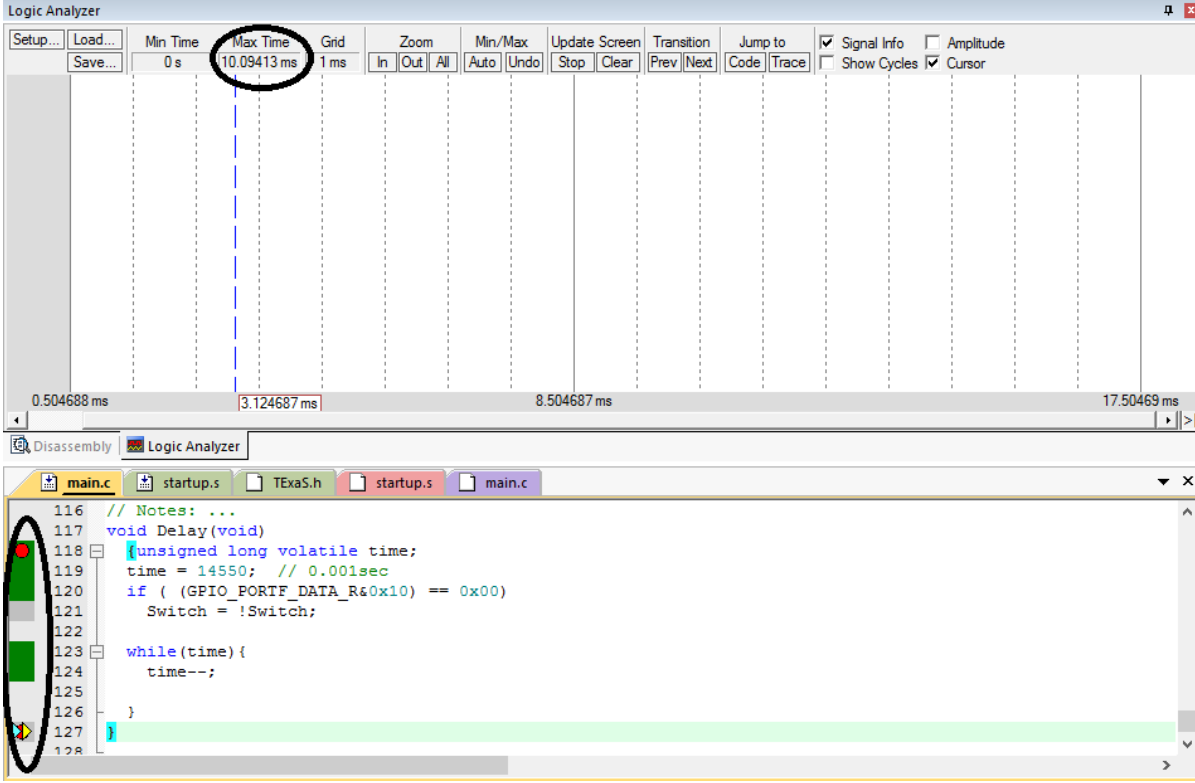 Logic Analyzer
Setup... Load... Min Time Max Time Grid Zoom Min/Max Update Screen Transition Jump to Signal Info Amplitude
Save... 0 s 10.09413 ms 1 ms In Out All Auto Undo Stop Clear Prev Next Code Trace Show Cycles Cursor
0.504688 ms 3.124687 ms 8.504687 ms 17.50469 ms
Disassembly Logic Analyzer
main.c startup.s TExaS.h startup.s main.c
116 // Notes: ...
117 void Delay(void)
118 {unsigned long volatile time;
119 time = 14550; // 0.001sec
120 if ( (GPIO_PORTF_DATA_R&0x10) == 0x00)
121 Switch = !Switch;
122
123 while(time){
124 time--;
125
126 }
127 }
128